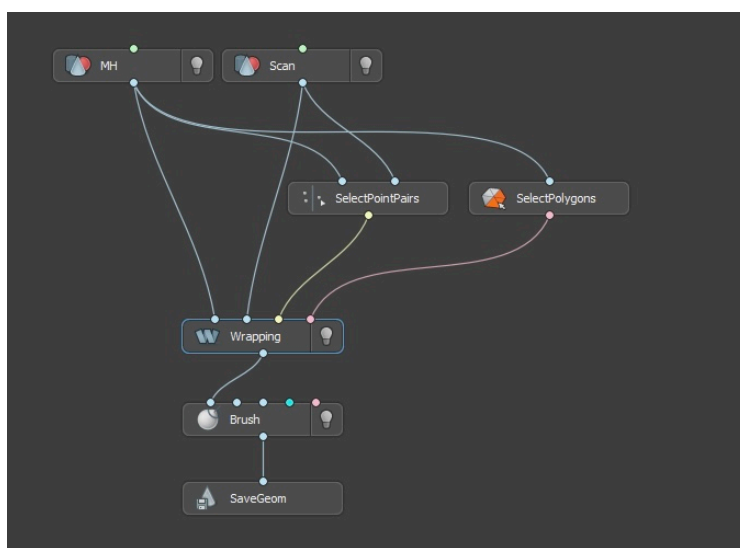 MH
Scan
SelectPointPairs
SelectPolygons
Wrapping
Brush
SaveGeom